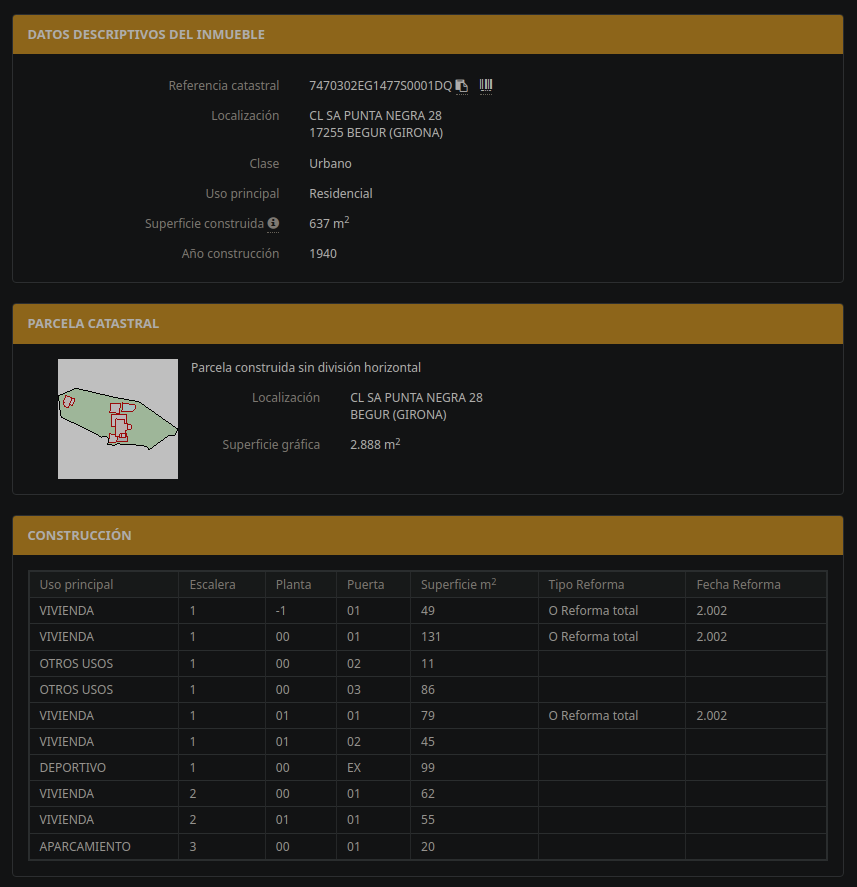 DATOS DESCRIPTIVOS DEL INMUEBLE
Referencia catastral 7470302EG1477S0001DQ
Localización CL SA PUNTA NEGRA 28
17255 BEGUR (GIRONA)
Clase Urbano
Uso principal Residencial
Superficie construida 637 m²
Año construcción 1940
PARCELA CATASTRAL
Parcela construida sin división horizontal
Localización CL SA PUNTA NEGRA 28
BEGUR (GIRONA)
Superficie gráfica 2.888 m²
CONSTRUCCIÓN
Uso principal Escalera Planta Puerta Superficie m² Tipo Reforma Fecha Reforma
VIVIENDA 1 -1 01 49 O Reforma total 2.002
VIVIENDA 1 00 01 131 O Reforma total 2.002
OTROS USOS 1 00 02 11
OTROS USOS 1 00 03 86
VIVIENDA 1 01 01 79 O Reforma total 2.002
VIVIENDA 1 01 02 45
DEPORTIVO 1 00 EX 99
VIVIENDA 2 00 01 62
VIVIENDA 2 01 01 55
APARCAMIENTO 3 00 01 20